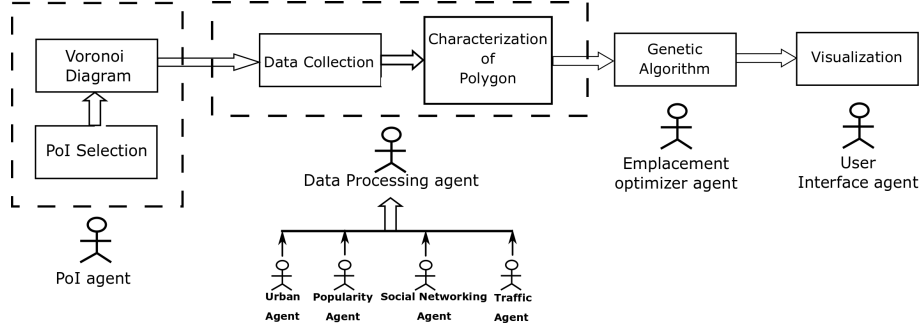 Voronoi
Diagram
PoI Selection
PoI agent
Data Collection
Characterization
of
Polygon
Data Processing agent
Urban
Agent
Popularity
Agent
Social Networking
Agent
Traffic
Agent
Genetic
Algorithm
Emplacement
optimizer agent
Visualization
User
Interface agent